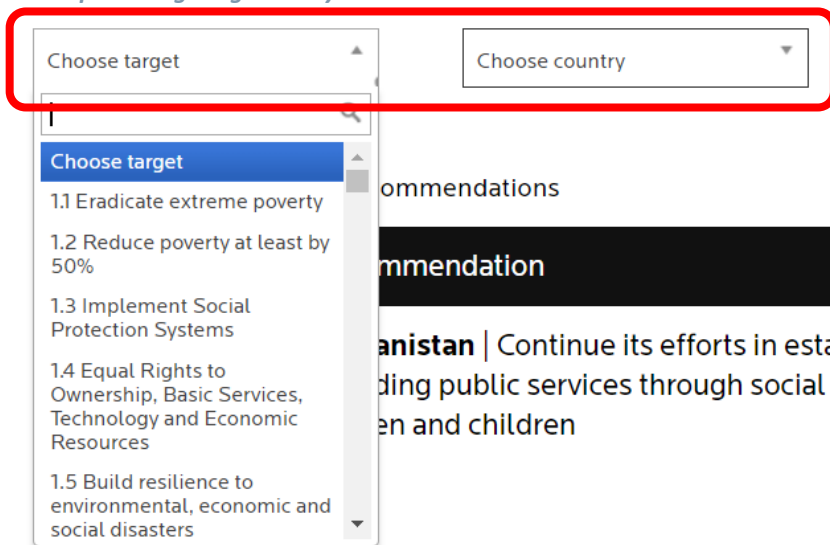 Choose target
Choose country
Choose target
1.1 Eradicate extreme poverty
1.2 Reduce poverty at least by
50%
1.3 Implement Social
Protection Systems
1.4 Equal Rights to
Ownership, Basic Services,
Technology and Economic
Resources
1.5 Build resilience to
environmental, economic and
social disasters
ommendations
mmendation
anistan | Continue its efforts in esta
ding public services through social
en and children